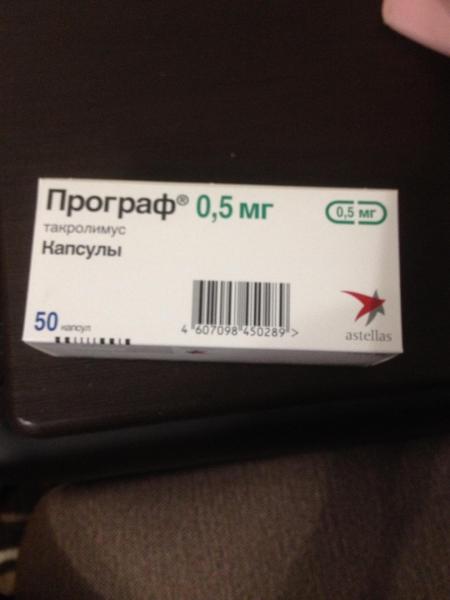 Програф® 0,5 мг
0,5 мг
такролимус
Капсулы
50 капсул
4 607098 450289 >
astellas